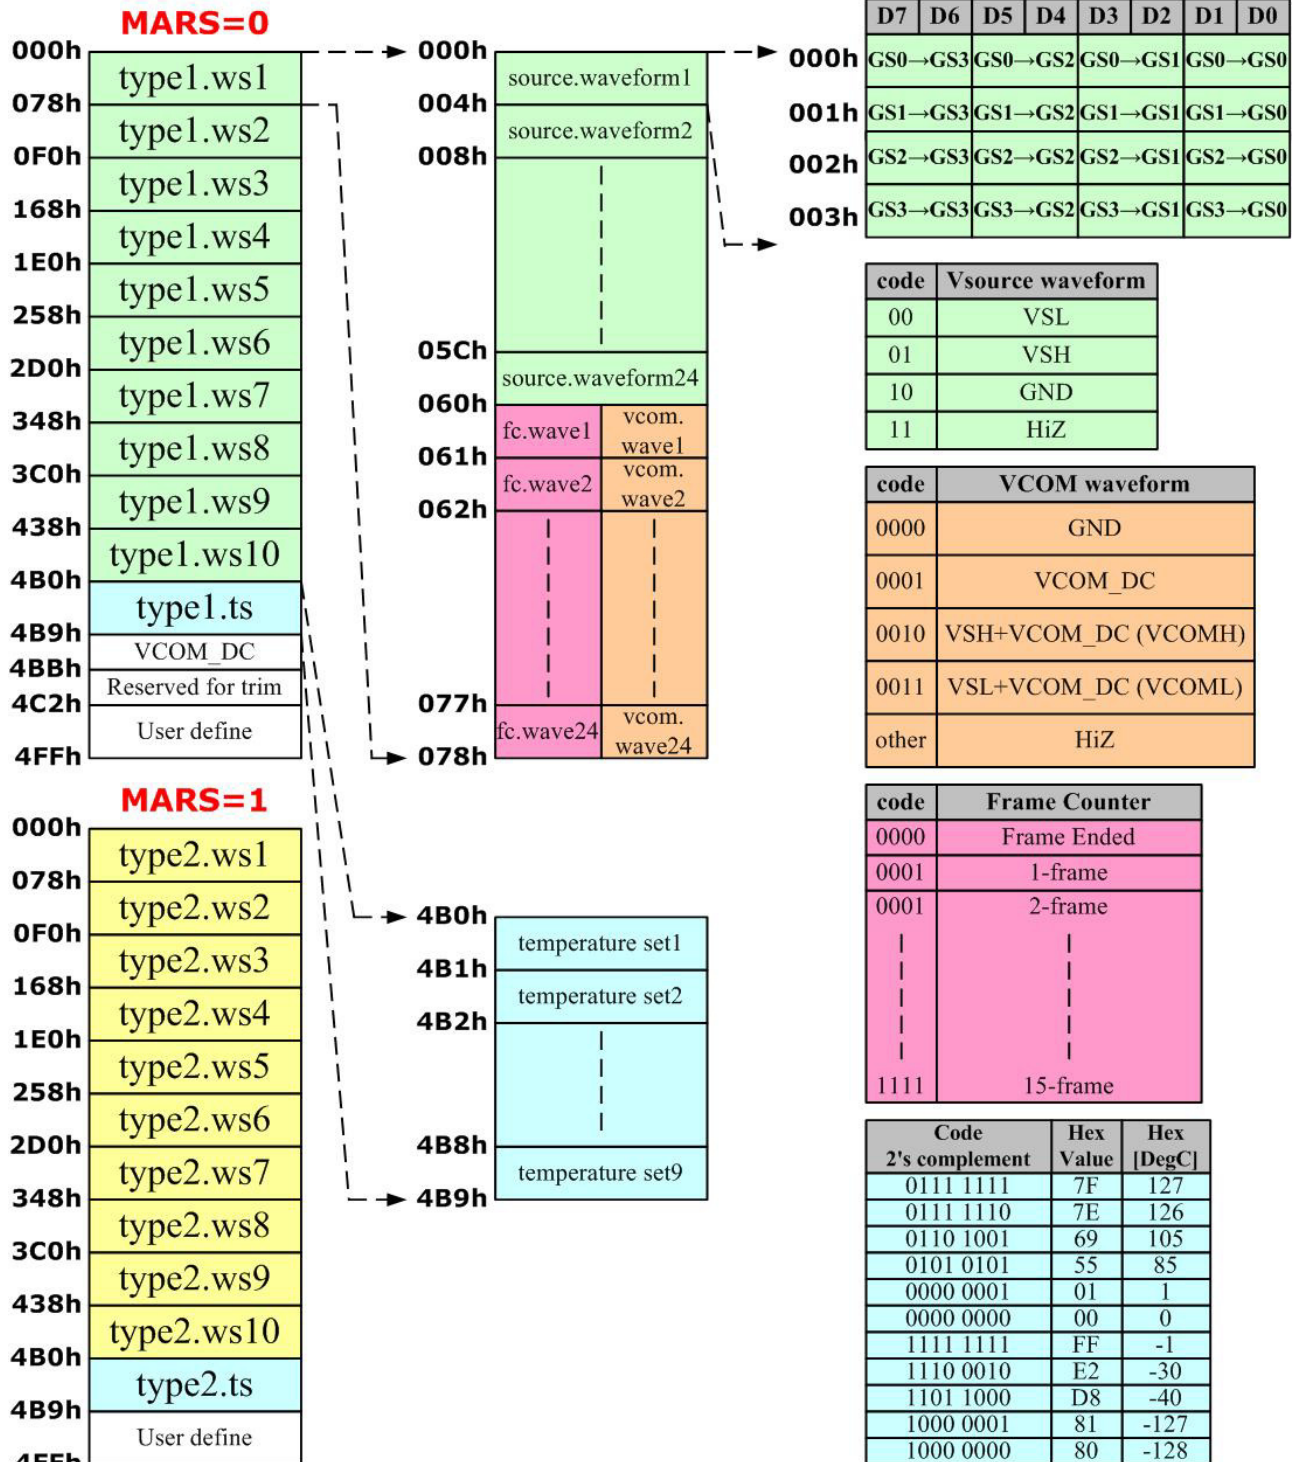 MARS=0
000h
type1.ws1
078h
type1.ws2
0F0h
type1.ws3
168h
type1.ws4
1E0h
type1.ws5
258h
type1.ws6
2D0h
type1.ws7
348h
type1.ws8
3C0h
type1.ws9
438h
type1.ws10
4B0h
type1.ts
4B9h
VCOM_DC
4BBh
Reserved for trim
4C2h
User define
4FFh
MARS=1
000h
type2.ws1
078h
type2.ws2
0F0h
type2.ws3
168h
type2.ws4
1E0h
type2.ws5
258h
type2.ws6
2D0h
type2.ws7
348h
type2.ws8
3C0h
type2.ws9
438h
type2.ws10
4B0h
type2.ts
4B9h
User define
4FFh
000h
source.waveform1
004h
source.waveform2
008h
05Ch
source.waveform24
060h
fc.wave1 vcom.
wave1
061h
fc.wave2 vcom.
wave2
062h
077h
fc.wave24 vcom.
wave24
078h
4B0h
temperature set1
4B1h
temperature set2
4B2h
4B8h
temperature set9
4B9h
D7 D6 D5 D4 D3 D2 D1 D0
000h GS0→GS3 GS0→GS2 GS0→GS1 GS0→GS0
001h GS1→GS3 GS1→GS2 GS1→GS1 GS1→GS0
002h GS2→GS3 GS2→GS2 GS2→GS1 GS2→GS0
003h GS3→GS3 GS3→GS2 GS3→GS1 GS3→GS0
code Vsource waveform
00 VSL
01 VSH
10 GND
11 HiZ
code VCOM waveform
0000 GND
0001 VCOM_DC
0010 VSH+VCOM_DC (VCOMH)
0011 VSL+VCOM_DC (VCOML)
other HiZ
code Frame Counter
0000 Frame Ended
0001 1-frame
0001 2-frame
1111 15-frame
Code Hex Hex
2's complement Value [DegC]
0111 1111 7F 127
0111 1110 7E 126
0110 1001 69 105
0101 0101 55 85
0000 0001 01 1
0000 0000 00 0
1111 1111 FF -1
1110 0010 E2 -30
1101 1000 D8 -40
1000 0001 81 -127
1000 0000 80 -128